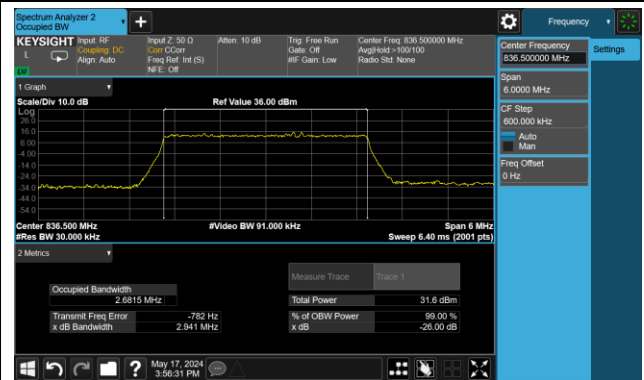 Spectrum Analyzer 2
Occupied BW
Frequency
KEYSIGHT
L
LXI
Input: RF
Coupling: DC
Align: Auto
Input Z: 50 Ω
Corr CCorr
Freq Ref: Int (S)
NFE: Off
Atten: 10 dB
Trig: Free Run
Gate: Off
#IF Gain: Low
Center Freq: 836.500000 MHz
Avg|Hold:>100/100
Radio Std: None
Center Frequency
836.500000 MHz
Settings
Span
6.0000 MHz
CF Step
600.000 kHz
Auto
Man
Freq Offset
0 Hz
1 Graph
Scale/Div 10.0 dB
Ref Value 36.00 dBm
Log
26.0
16.0
6.00
-4.00
-14.0
-24.0
-34.0
-44.0
-54.0
Center 836.500 MHz
#Video BW 91.000 kHz
Span 6 MHz
#Res BW 30.000 kHz
Sweep 6.40 ms (2001 pts)
2 Metrics
Measure Trace
Trace 1
Occupied Bandwidth
2.6815 MHz
Total Power
31.6 dBm
Transmit Freq Error
-782 Hz
% of OBW Power
99.00 %
x dB Bandwidth
2.941 MHz
x dB
-26.00 dB
?
May 17, 2024
3:56:31 PM